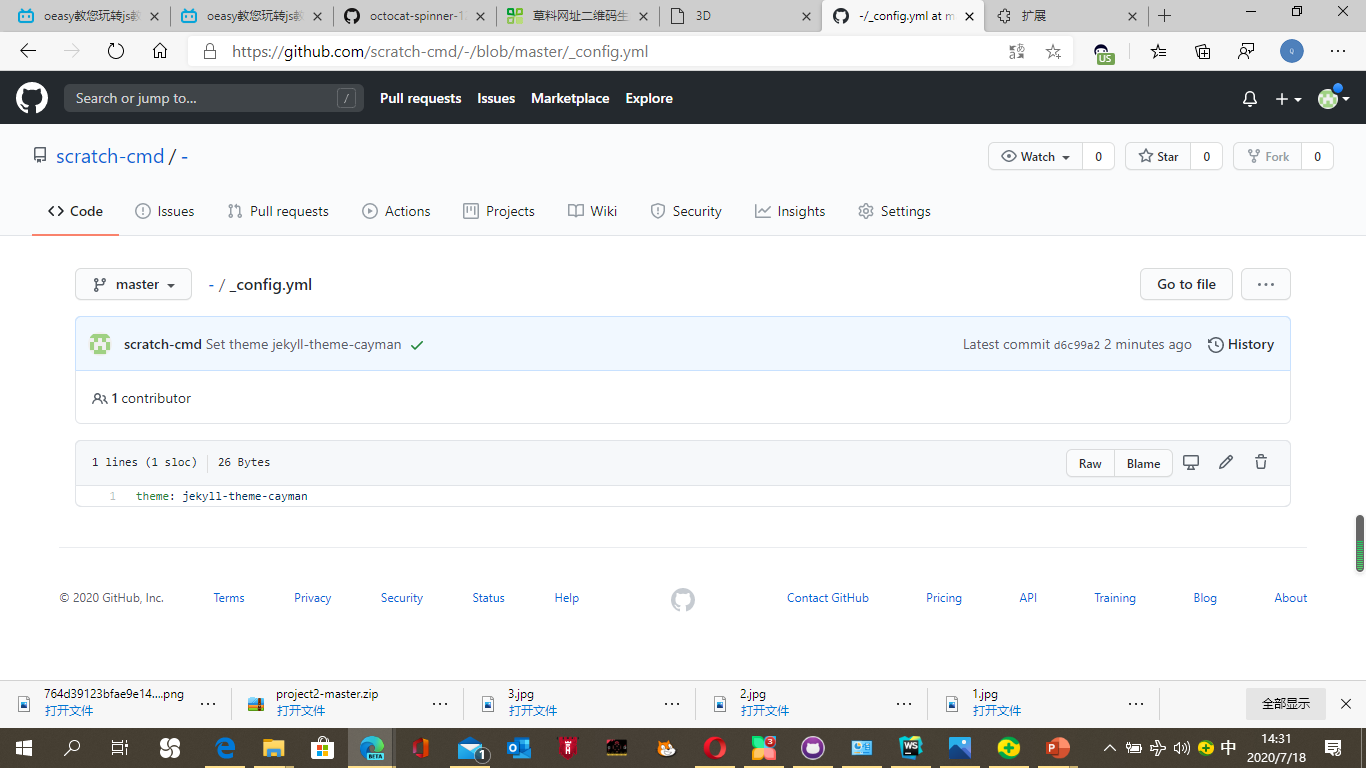 oeasy教您玩转js教
oeasy教您玩转js教
octocat-spinner-1
草料网址二维码生
3D
-/_config.yml at m
扩展
https://github.com/scratch-cmd/-/blob/master/_config.yml
US
Q
Search or jump to...
/
Pull requests
Issues
Marketplace
Explore
scratch-cmd / -
Watch
0
Star
0
Fork
0
Code
Issues
Pull requests
Actions
Projects
Wiki
Security
Insights
Settings
master
- / _config.yml
Go to file
scratch-cmd Set theme jekyll-theme-cayman
Latest commit d6c99a2 2 minutes ago
History
1 contributor
1 lines (1 sloc)
26 Bytes
Raw
Blame
1 theme: jekyll-theme-cayman
© 2020 GitHub, Inc.
Terms
Privacy
Security
Status
Help
Contact GitHub
Pricing
API
Training
Blog
About
764d39123bfae9e14....png
打开文件
project2-master.zip
打开文件
3.jpg
打开文件
2.jpg
打开文件
1.jpg
打开文件
全部显示
BETA
1
3
WS
中
14:31
2020/7/18